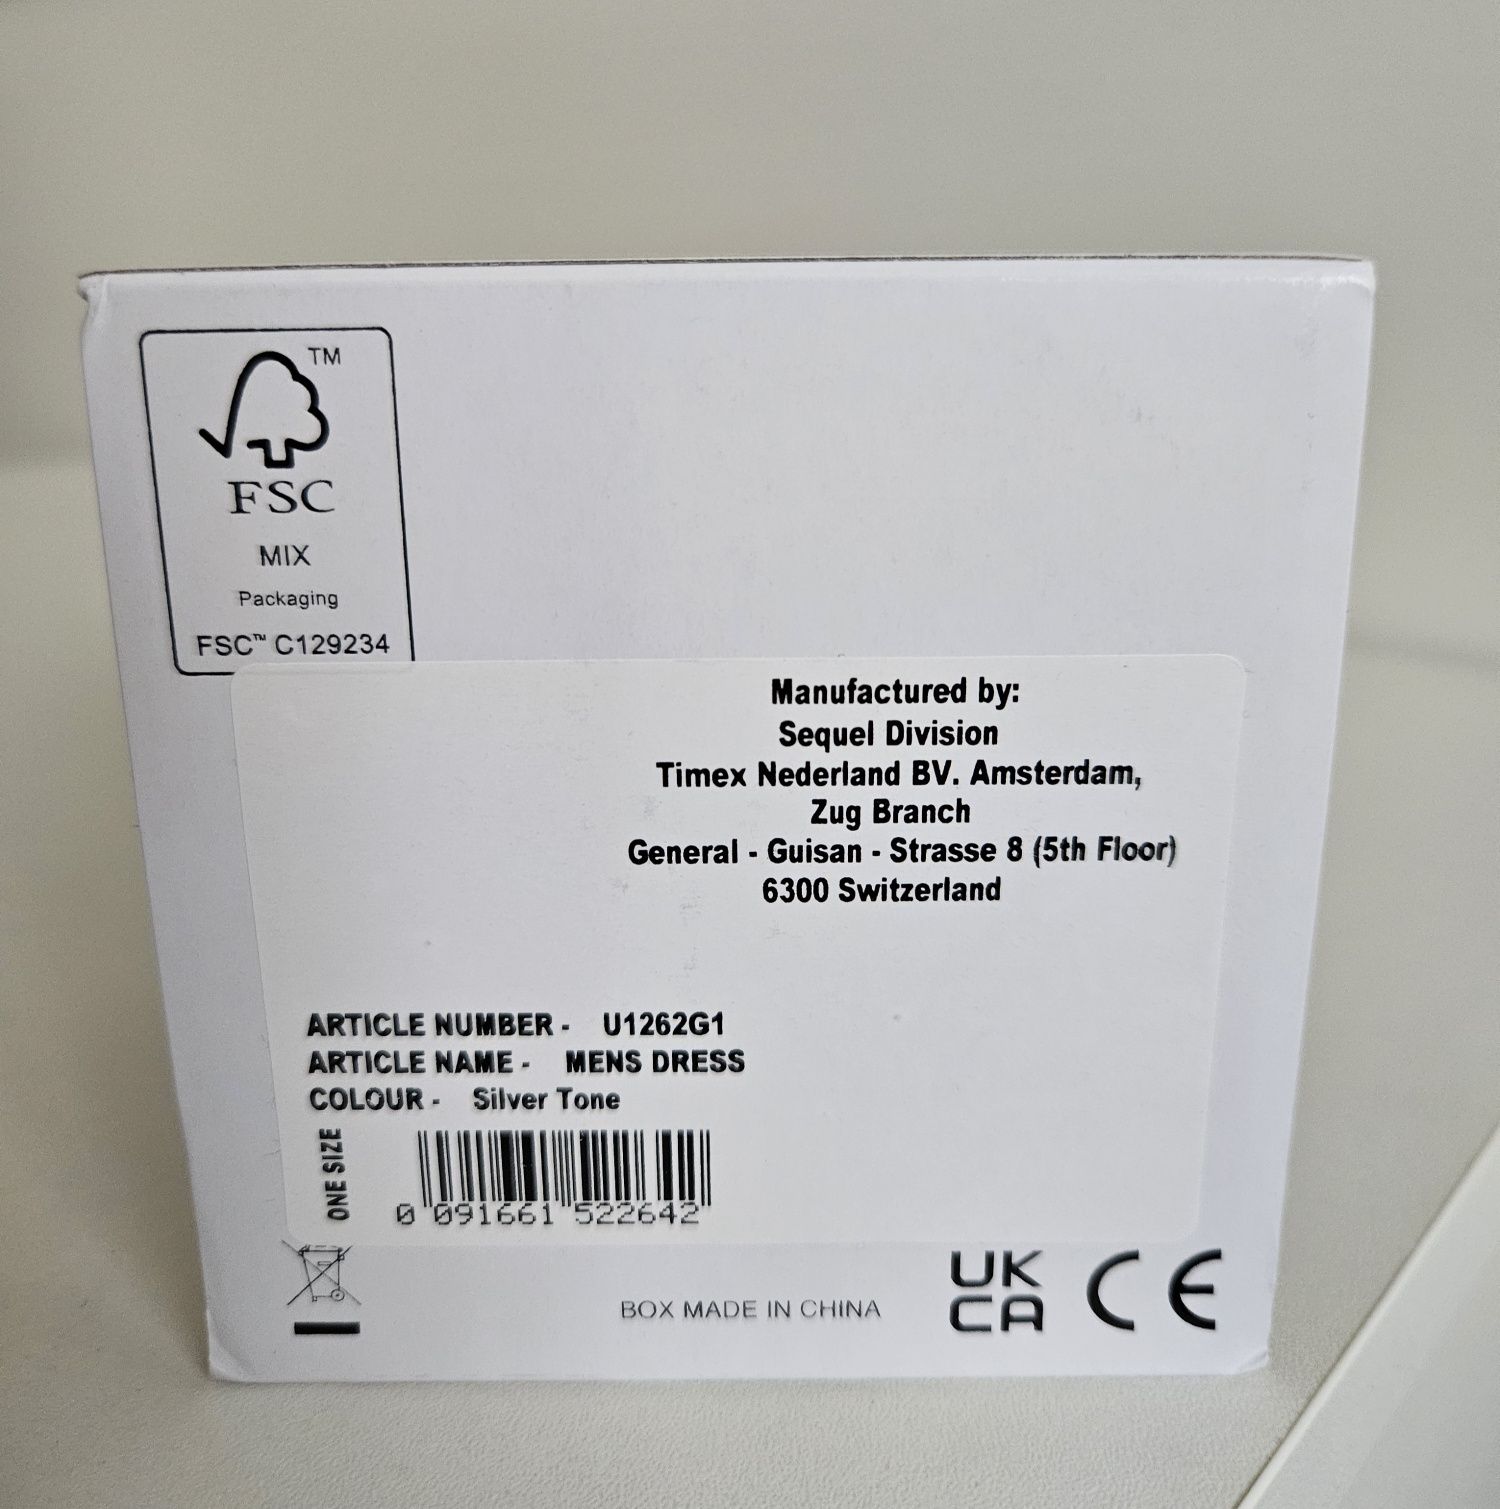 TM
FSC
MIX
Packaging
FSC™ C129234
Manufactured by:
Sequel Division
Timex Nederland BV. Amsterdam,
Zug Branch
General - Guisan - Strasse 8 (5th Floor)
6300 Switzerland
ARTICLE NUMBER - U1262G1
ARTICLE NAME - MENS DRESS
COLOUR - Silver Tone
ONE SIZE
0 091661 522642
BOX MADE IN CHINA
UK
CA
CE